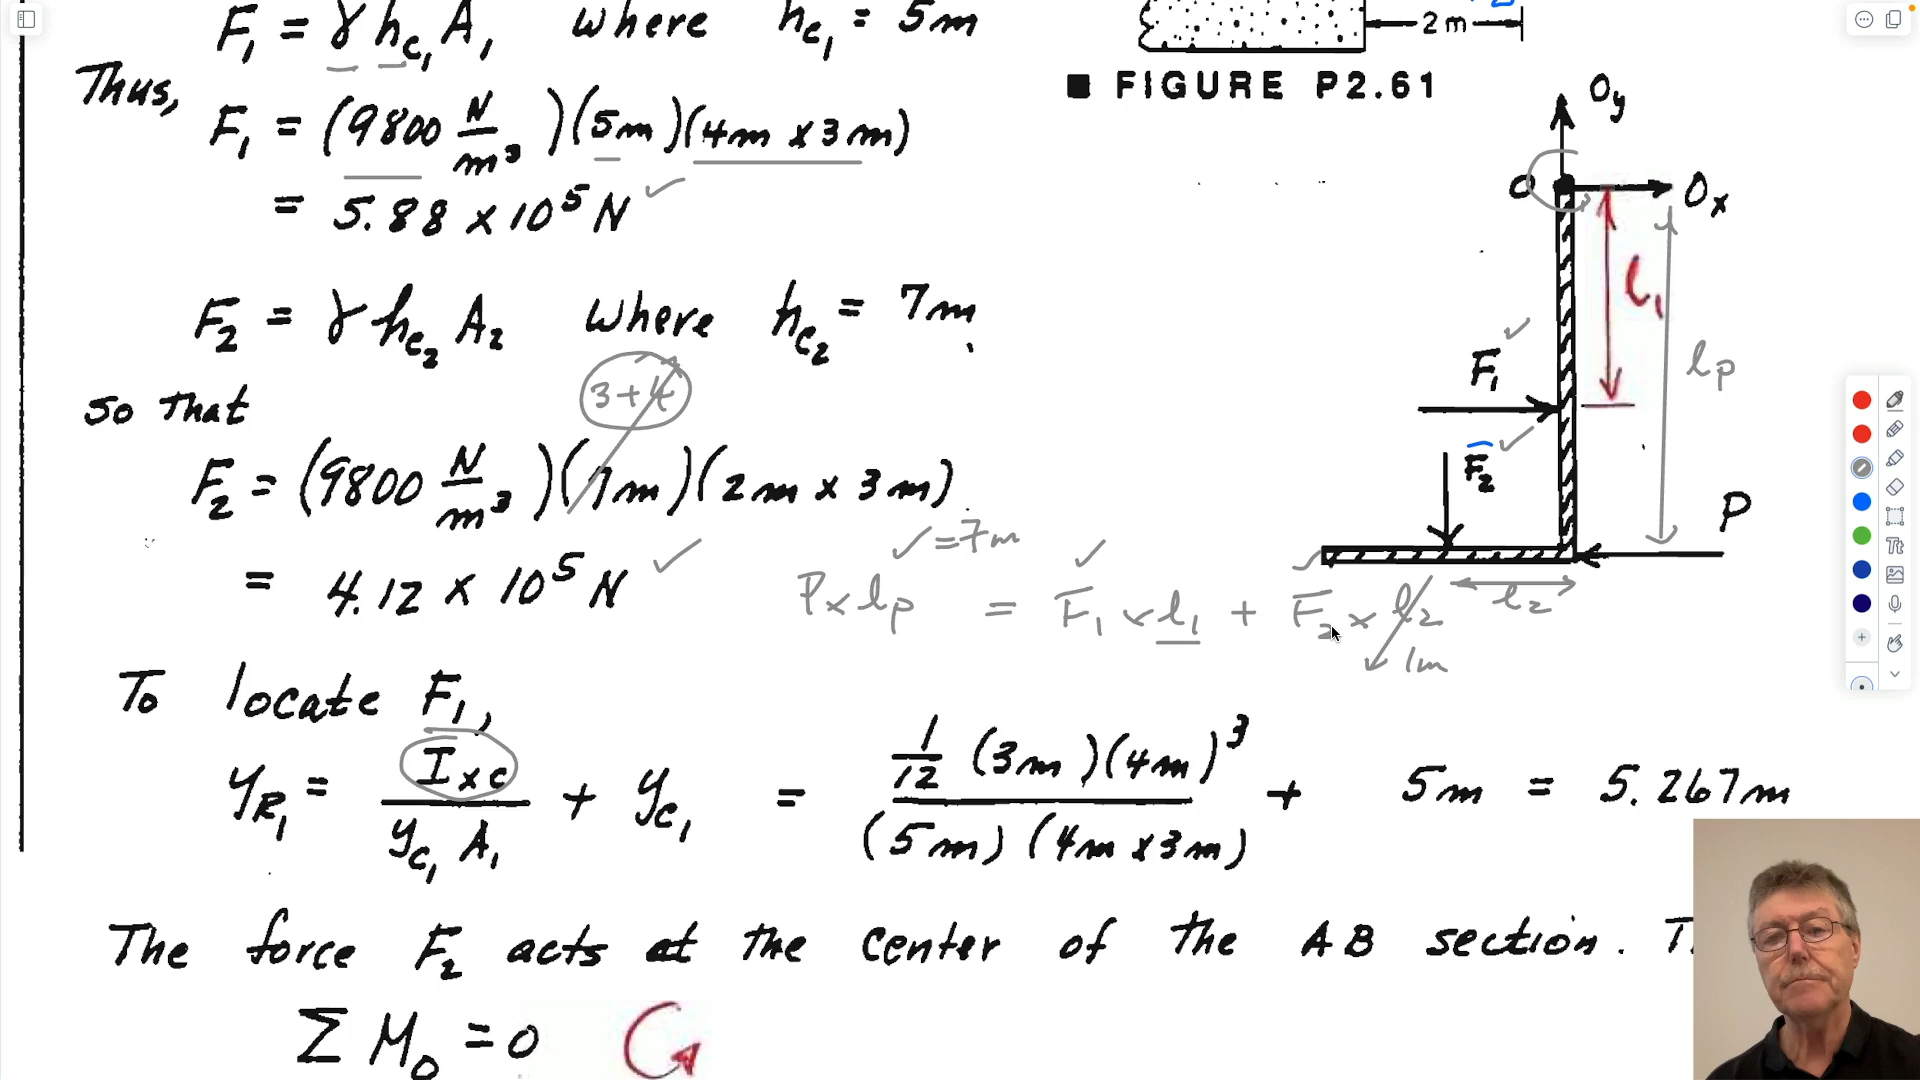 F₁ = γ h_c₁ A₁ where h_c₁ = 5m
2 m
■ FIGURE P2.61
Thus,
F₁ = (9800 N/m³)(5m)(4m x 3m)
= 5.88 x 10⁵ N ✓
F₂ = γ h_c₂ A₂ where h_c₂ = 7m.
3+4
so that
F₂ = (9800 N/m³)(7m)(2m x 3m)
= 4.12 x 10⁵ N ✓
O_y
O
O_x
l₁
l_p
F₁ ✓
F₂ ✓
P
l₂
✓ = 7m
P x l_p = F₁ x l₁ + F₂ x l₂
1m
To locate F₁,
y_R₁ = I_xc / (y_c₁ A₁) + y_c₁ = 1/12 (3m)(4m)³ / (5m)(4m x 3m) + 5m = 5.267m
The force F₂ acts at the center of the AB section.
Σ M_O = 0
Tt